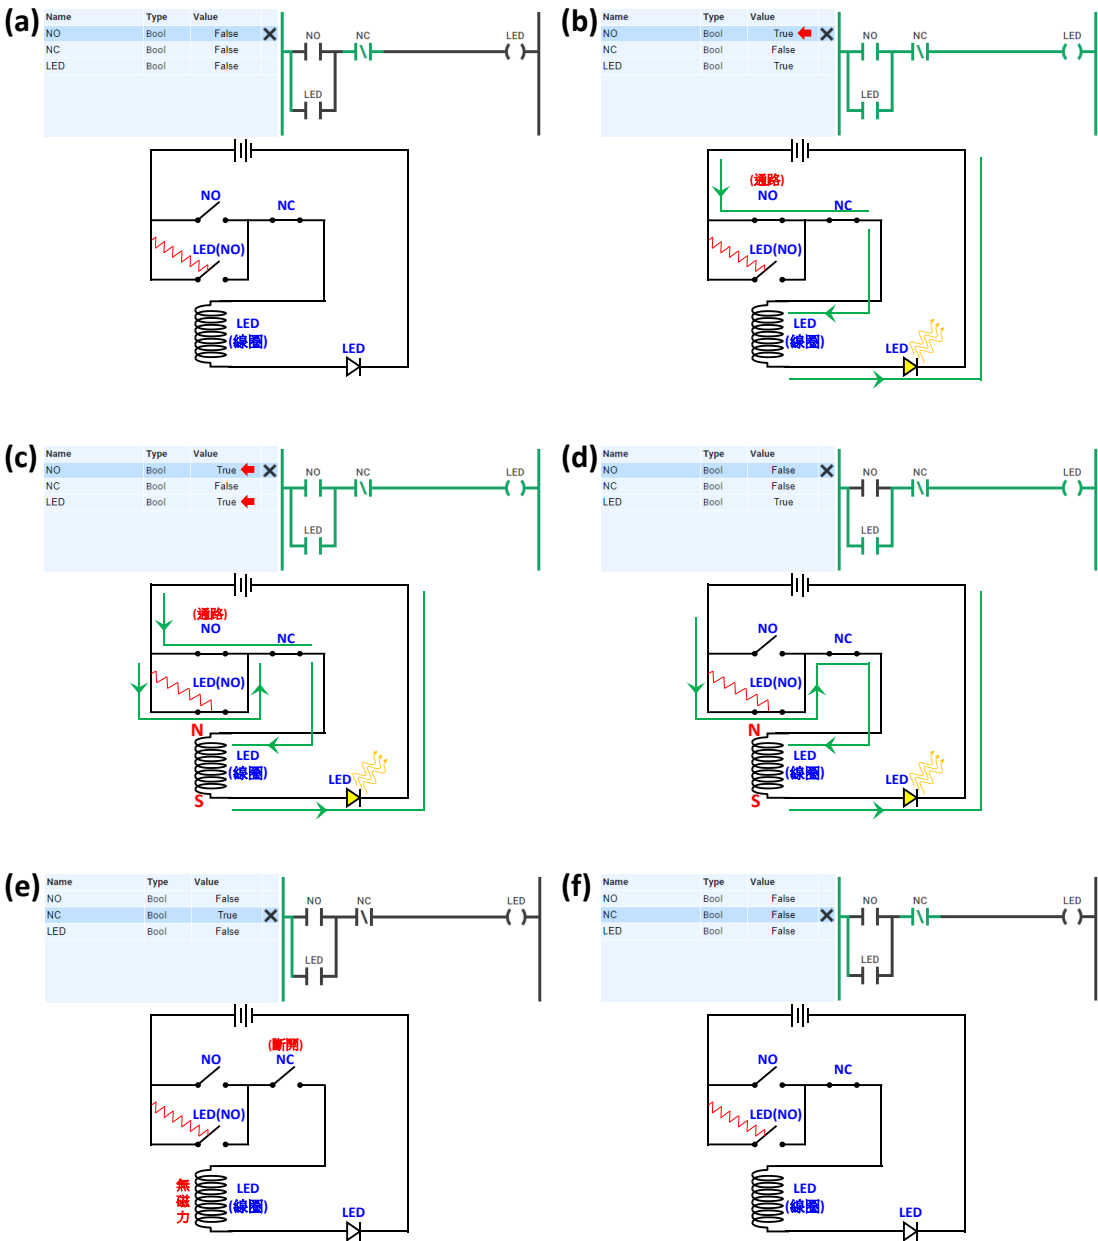 (a)
Name Type Value
NO Bool False
NC Bool False
LED Bool False
NO NC LED
LED
NO
NC
LED(NO)
LED
(線圈)
LED
(b)
Name Type Value
NO Bool True
NC Bool False
LED Bool True
NO NC LED
LED
(通路)
NO
NC
LED(NO)
LED
(線圈)
LED
(c)
Name Type Value
NO Bool True
NC Bool False
LED Bool True
NO NC LED
LED
(通路)
NO
NC
LED(NO)
N
LED
(線圈)
LED
S
(d)
Name Type Value
NO Bool False
NC Bool False
LED Bool True
NO NC LED
LED
NO
NC
LED(NO)
N
LED
(線圈)
LED
S
(e)
Name Type Value
NO Bool False
NC Bool True
LED Bool False
NO NC LED
LED
(斷開)
NO NC
LED(NO)
無磁力
LED
(線圈)
LED
(f)
Name Type Value
NO Bool False
NC Bool False
LED Bool False
NO NC LED
LED
NO
NC
LED(NO)
LED
(線圈)
LED